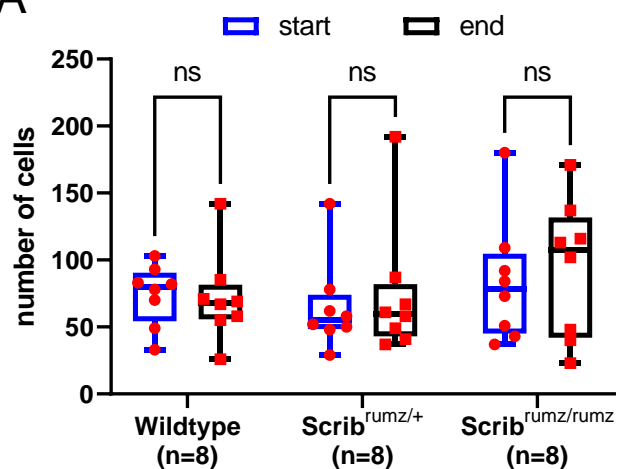 A
start end
ns ns ns
250
200
150
100
50
0
number of cells
Wildtype Scrib^rumz/+ Scrib^rumz/rumz
(n=8) (n=8) (n=8)